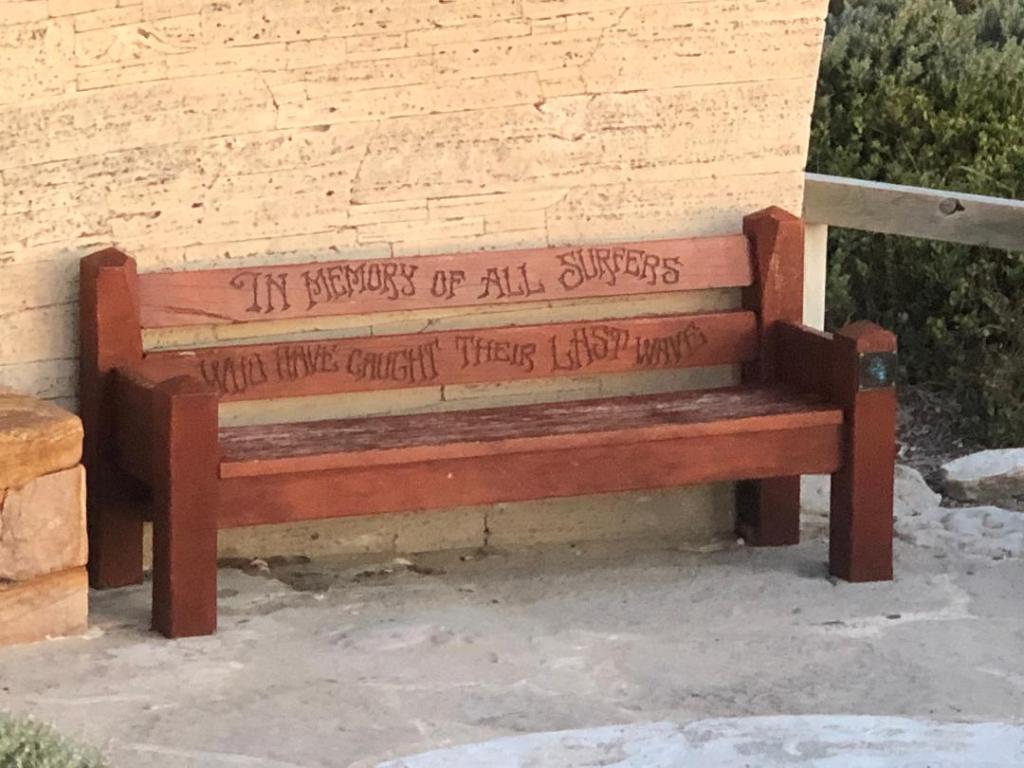 IN MEMORY OF ALL SURFERS
WHO HAVE CAUGHT THEIR LAST WAVE